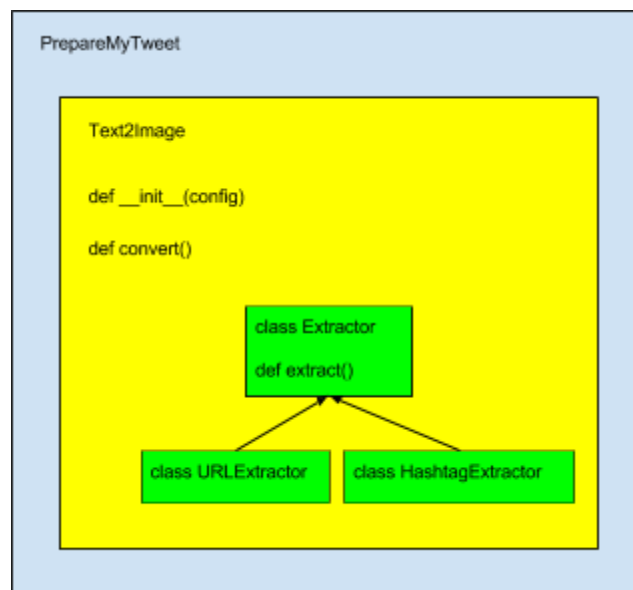 PrepareMyTweet
Text2Image
def __init__(config)
def convert()
class Extractor
def extract()
class URLExtractor
class HashtagExtractor